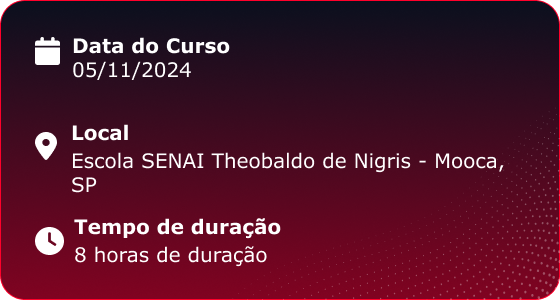 Data do Curso
05/11/2024
Local
Escola SENAI Theobaldo de Nigris - Mooca,
SP
Tempo de duração
8 horas de duração